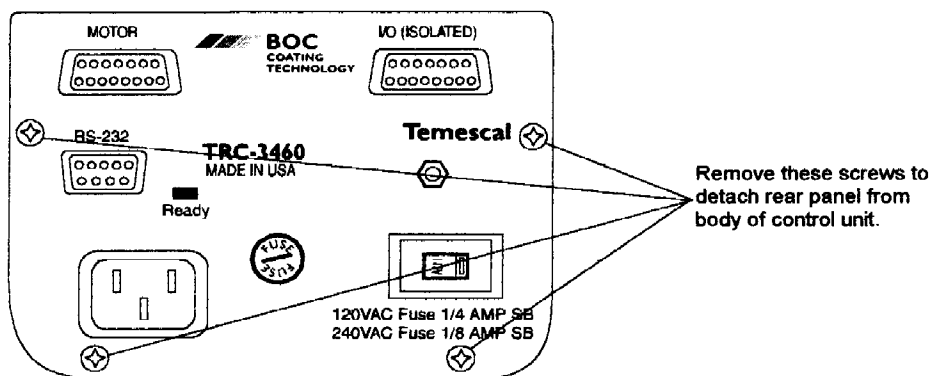 MOTOR
BOC
COATING
TECHNOLOGY
I/O (ISOLATED)
RS-232
TRC-3460
MADE IN USA
Temescal
Ready
FUSE
FUSE
120VAC Fuse 1/4 AMP SB
240VAC Fuse 1/8 AMP SB
Remove these screws to
detach rear panel from
body of control unit.